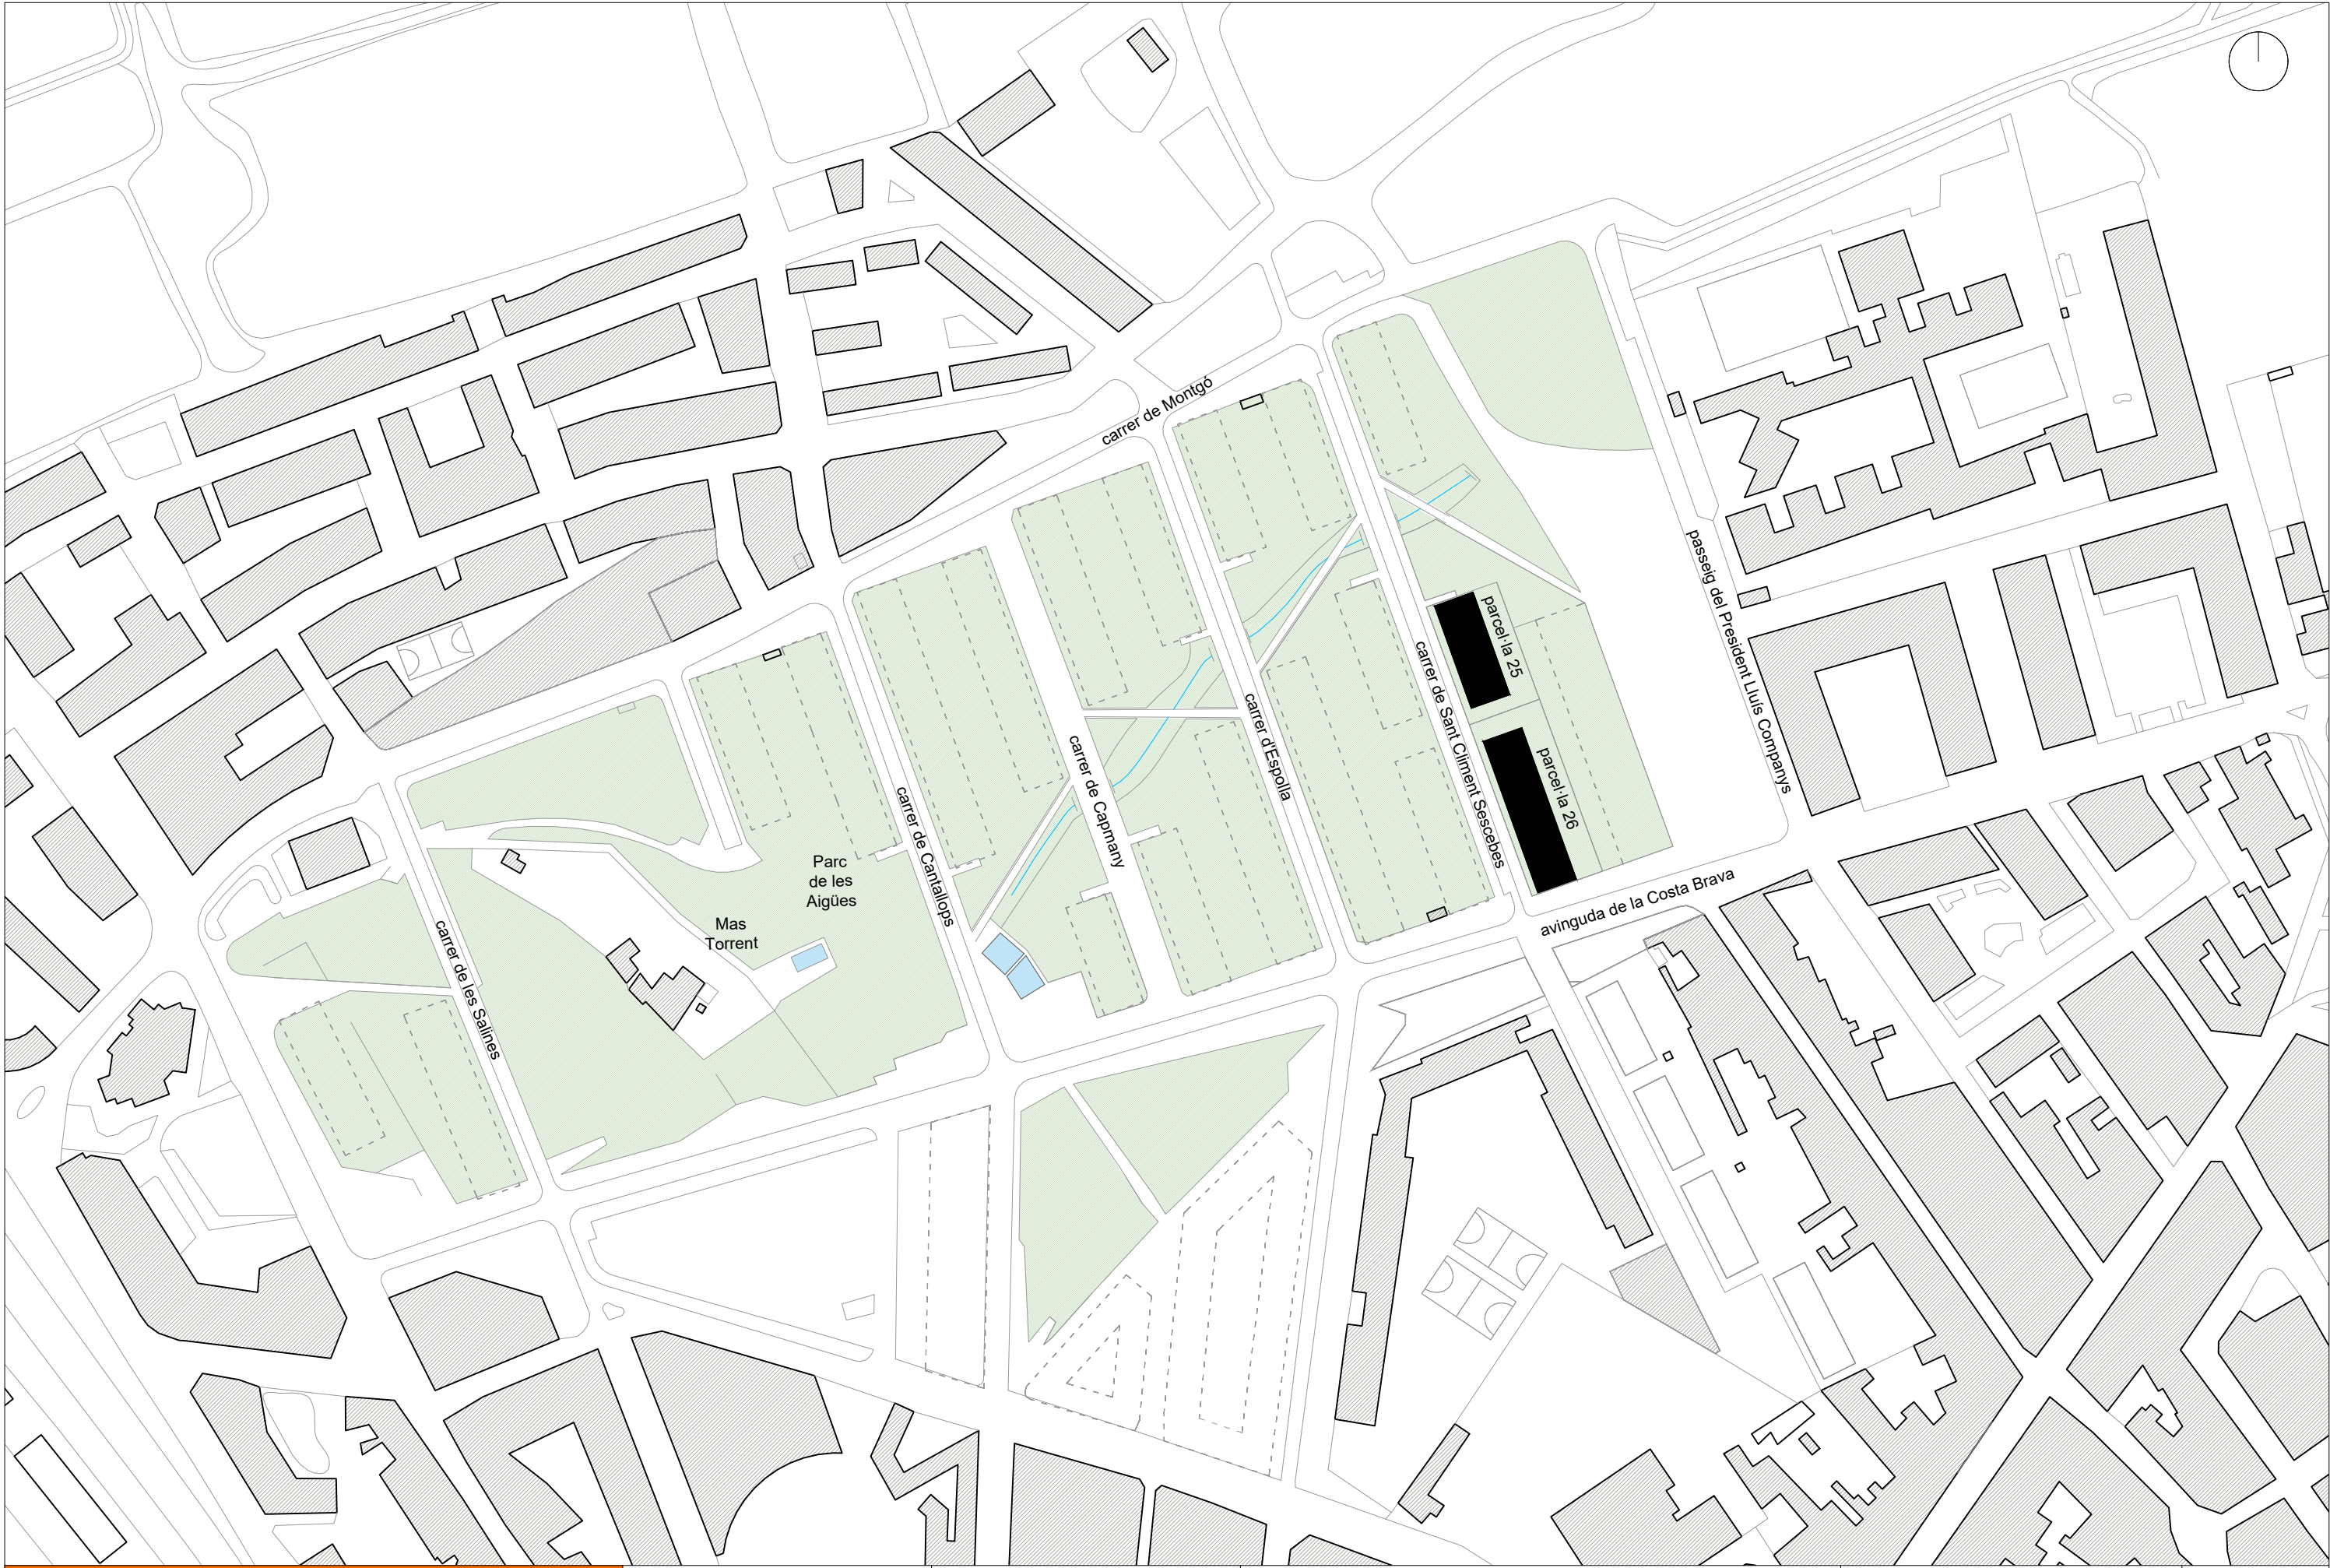 carrer de Montgó
passeig del President Lluís Companys
parcel·la 25
carrer de Sant Climent Sescebes
carrer d'Espolla
carrer de Capmany
parcel·la 26
carrer de Cantallops
Parc
de les
Aigües
Mas
Torrent
avinguda de la Costa Brava
carrer de les Salines